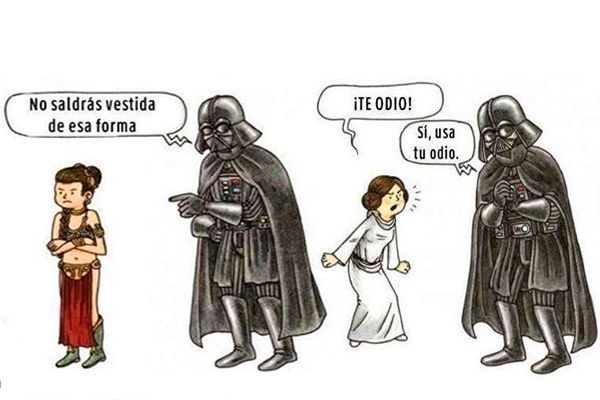 No saldrás vestida
de esa forma
¡TE ODIO!
Sí, usa
tu odio.